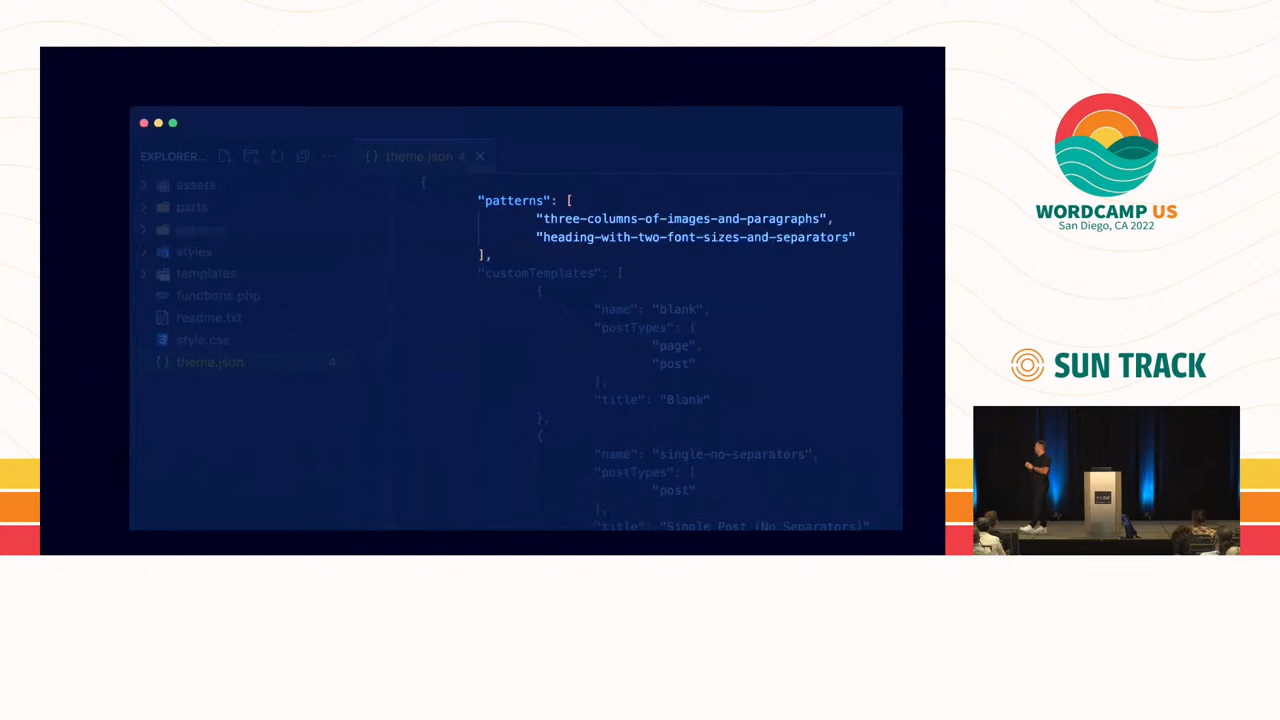 EXPLORER...
{ } theme.json 4 ×
assets
parts
styles
templates
functions.php
readme.txt
style.css
{ } theme.json 4
{
"patterns": [
"three-columns-of-images-and-paragraphs",
"heading-with-two-font-sizes-and-separators"
],
"customTemplates": [
{
"name": "blank",
"postTypes": [
"page",
"post"
],
"title": "Blank"
},
{
"name": "single-no-separators",
"postTypes": [
"post"
],
"title": "Single Post (No Separators)"
WORDCAMP US
San Diego, CA 2022
SUN TRACK